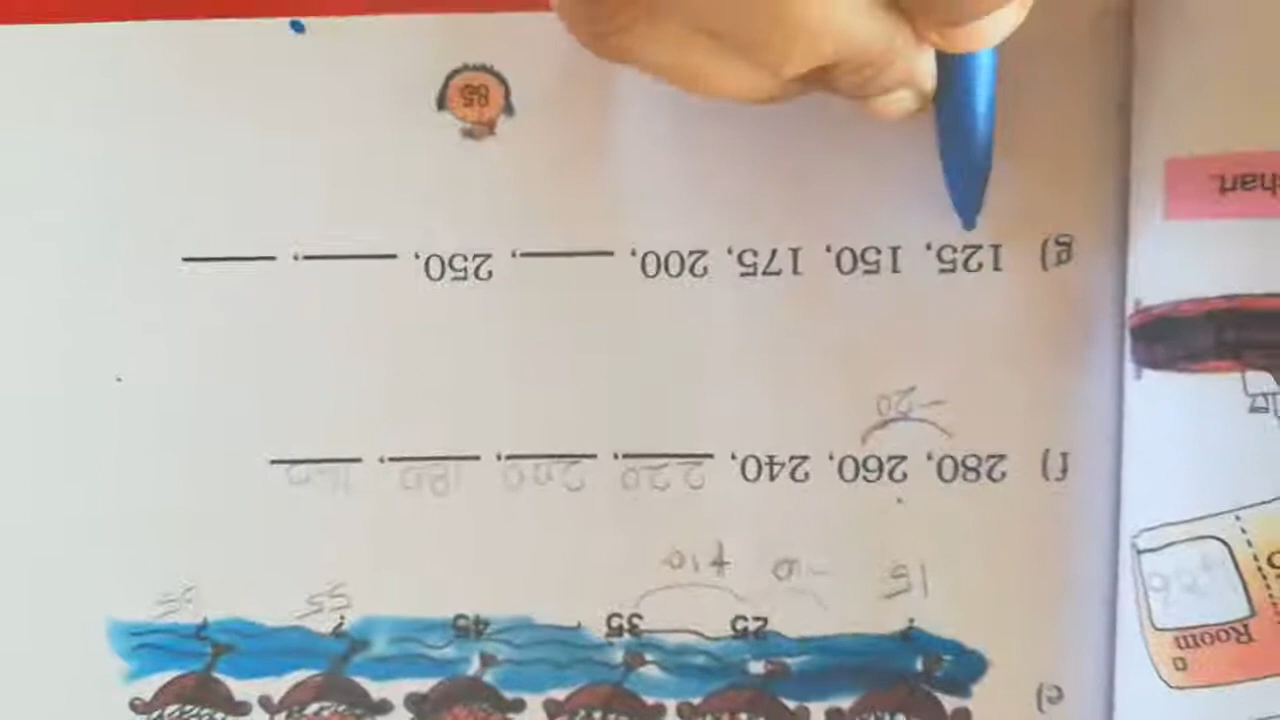 Room
e)
? 25 35 45 ? ?
15 -10 +10 55
f) 280, 260, 240, 220, 200, 180, 160
-20
g) 125, 150, 175, 200, ____, 250, ____, ____
hart.
85